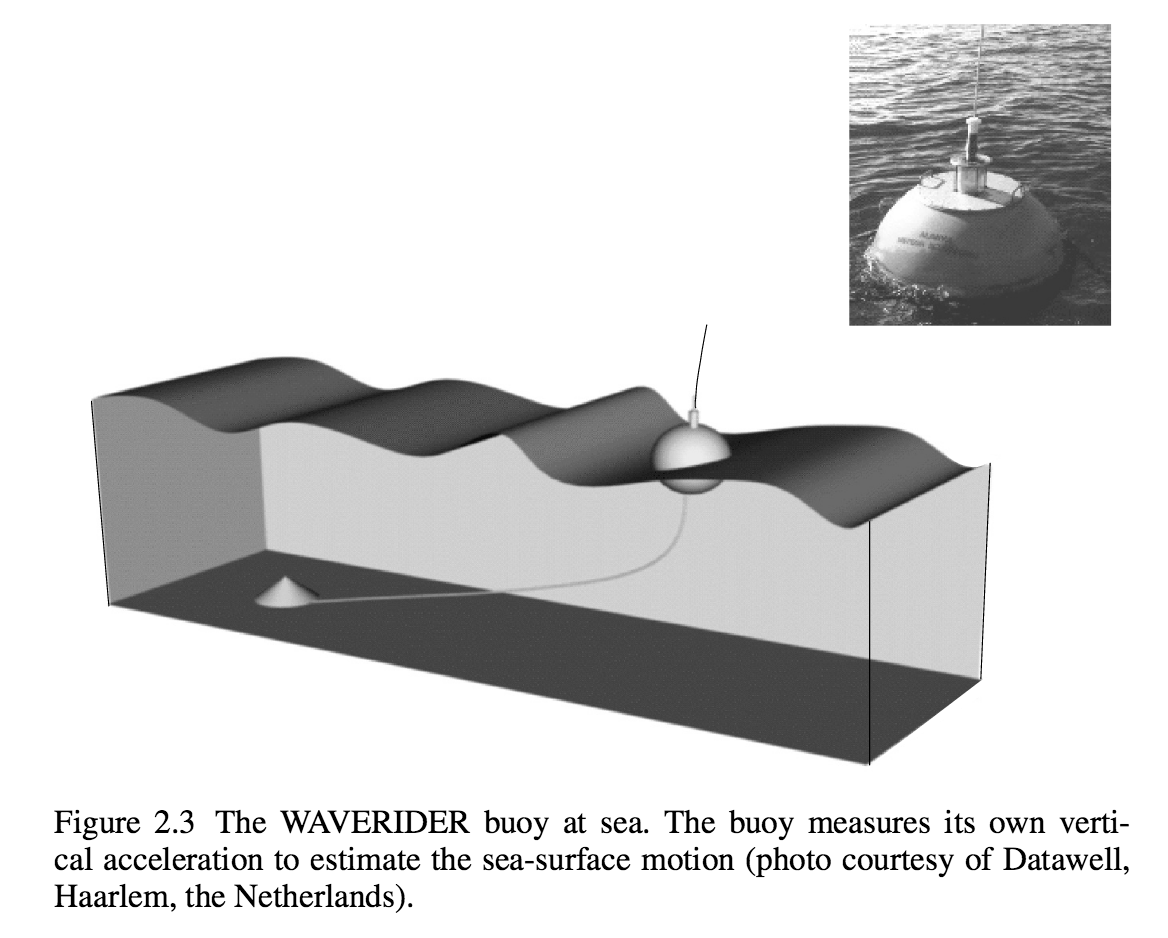 Figure 2.3 The WAVERIDER buoy at sea. The buoy measures its own verti-
cal acceleration to estimate the sea-surface motion (photo courtesy of Datawell,
Haarlem, the Netherlands).